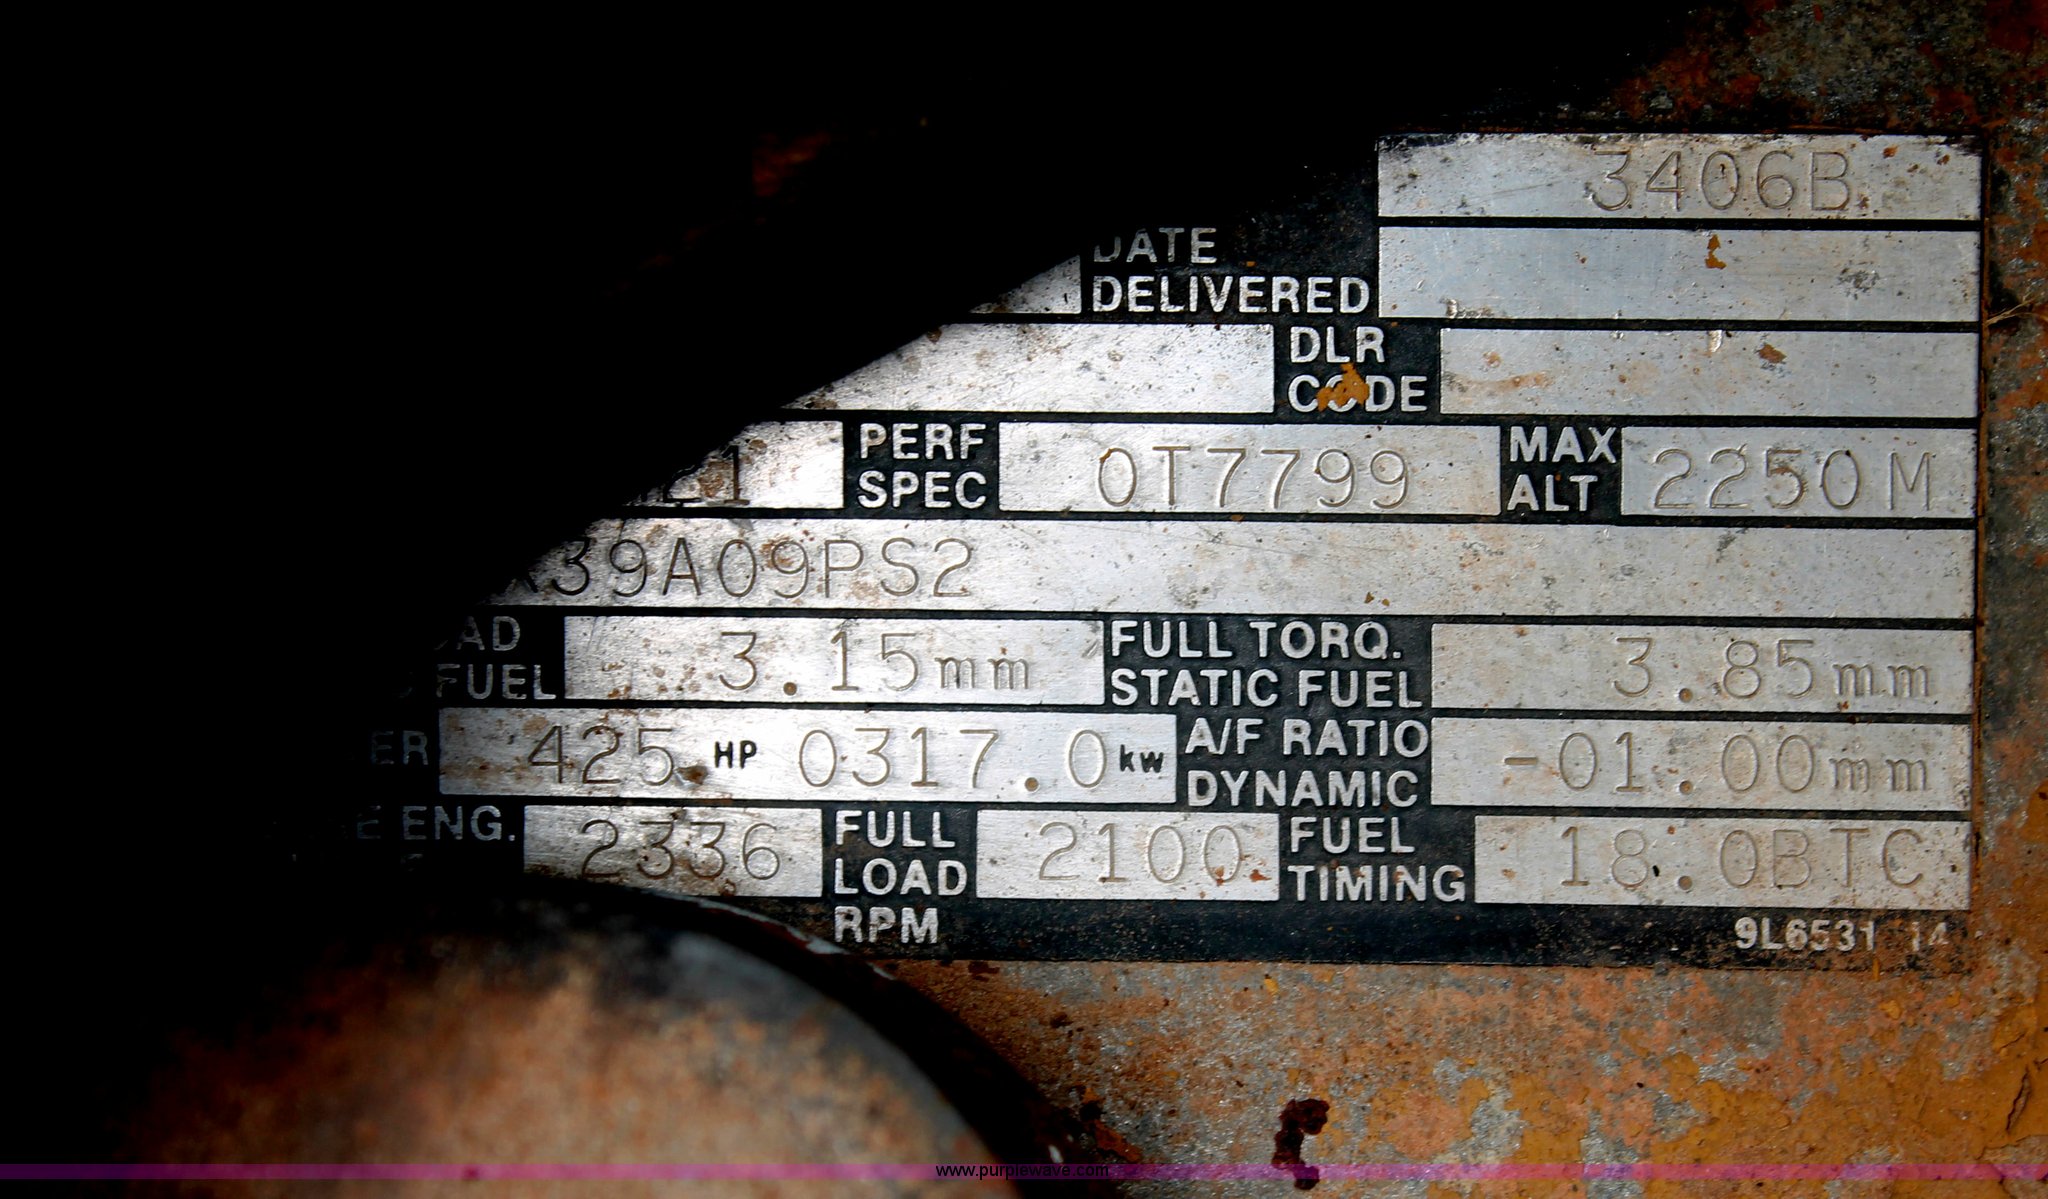 3406B
DATE
DELIVERED
DLR
CODE
PERF
SPEC
0T7799
MAX
ALT
2250M
39A09PS2
FUEL
3.15mm
FULL TORQ.
STATIC FUEL
3.85mm
425 HP 0317.0 kw
A/F RATIO
DYNAMIC
-01.00mm
ENG.
2336
FULL
LOAD
RPM
2100
FUEL
TIMING
18.0BTC
9L6531 14
www.purplewave.com